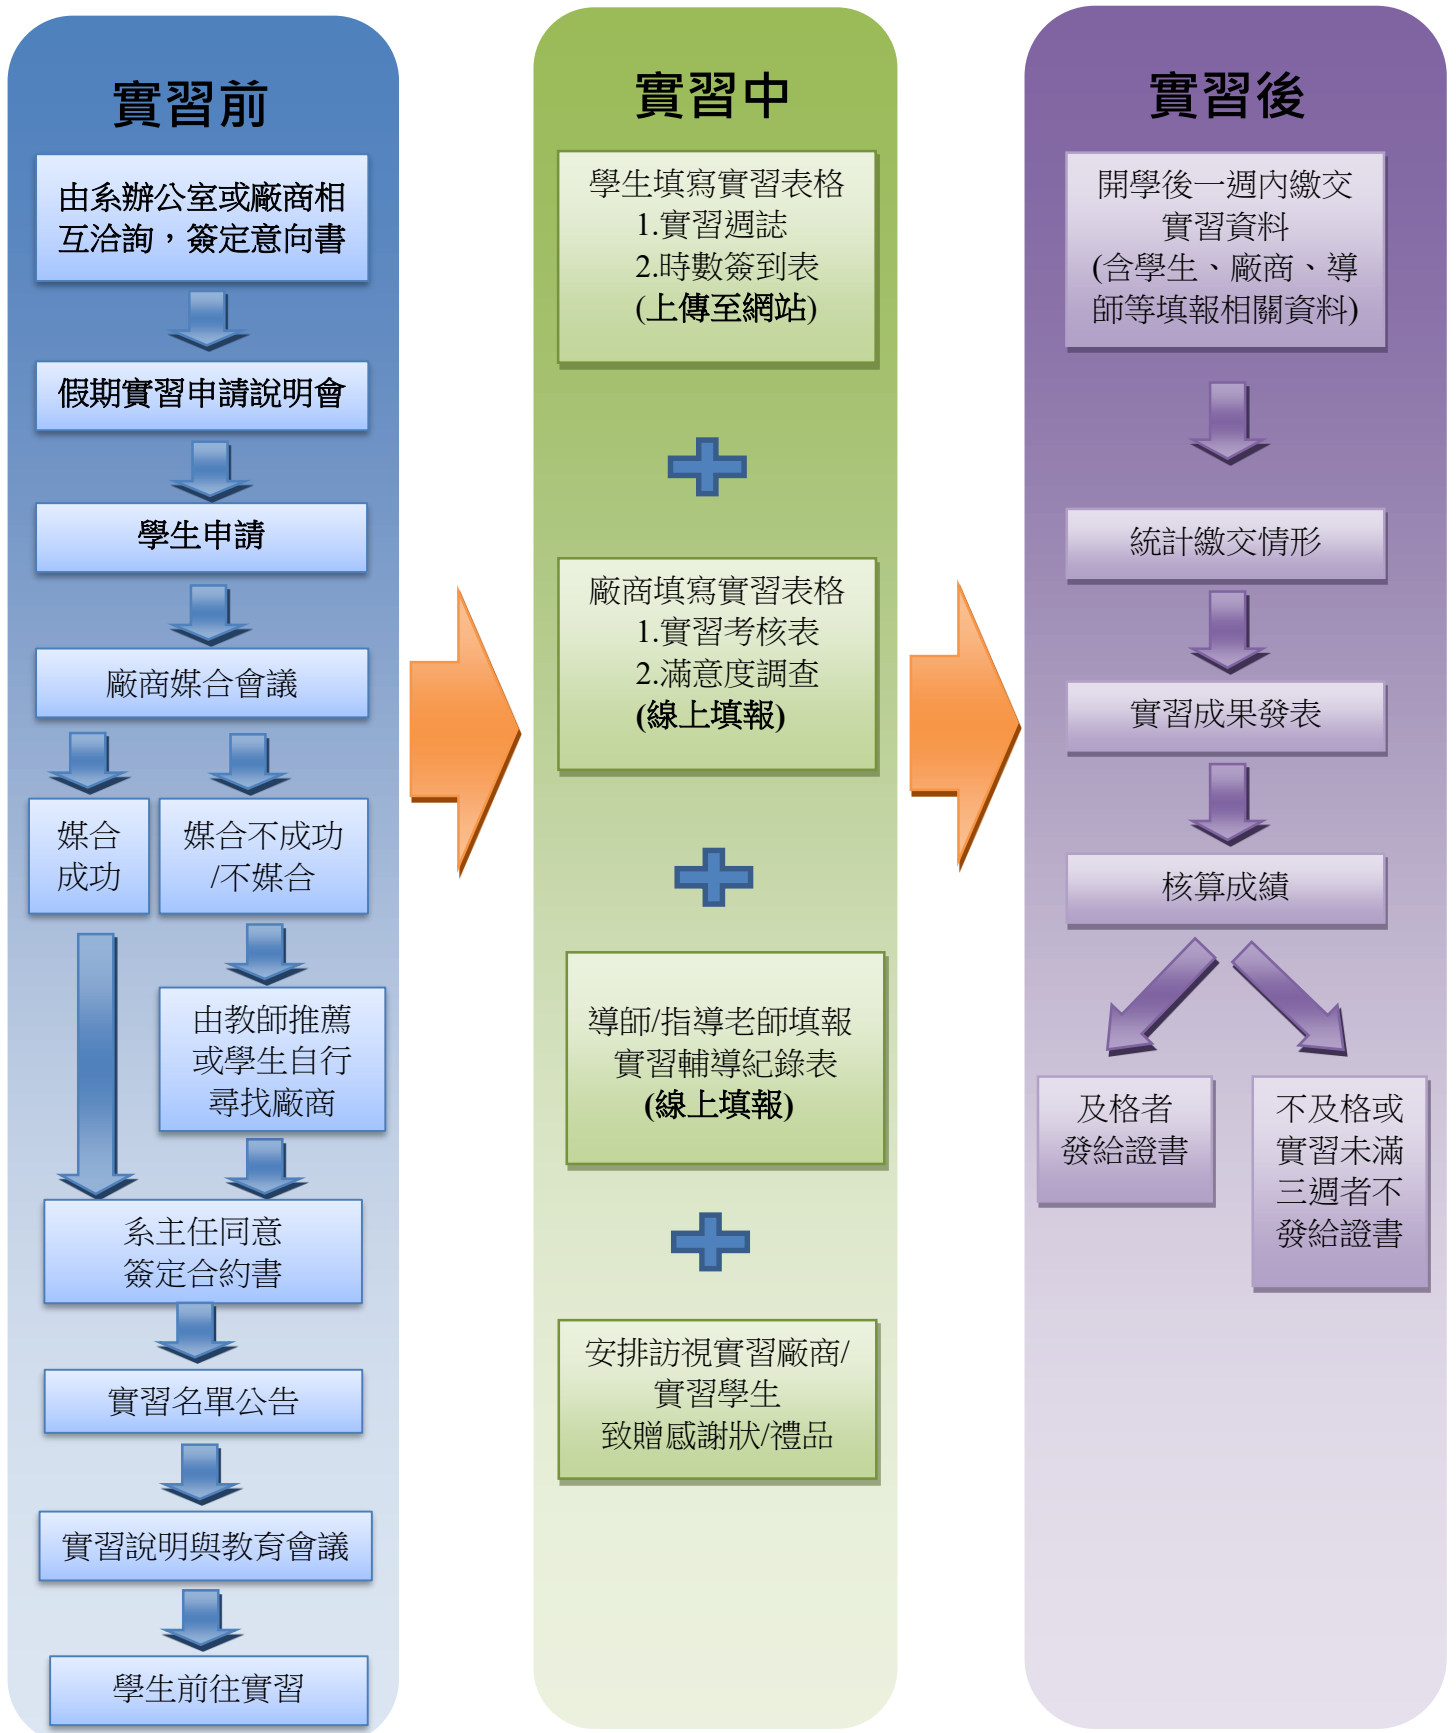 實習前
由系辦公室或廠商相
互洽詢，簽定意向書
假期實習申請說明會
學生申請
廠商媒合會議
媒合
成功
媒合不成功
/不媒合
由教師推薦
或學生自行
尋找廠商
系主任同意
簽定合約書
實習名單公告
實習說明與教育會議
學生前往實習
實習中
學生填寫實習表格
1.實習週誌
2.時數簽到表
(上傳至網站)
廠商填寫實習表格
1.實習考核表
2.滿意度調查
(線上填報)
導師/指導老師填報
實習輔導紀錄表
(線上填報)
安排訪視實習廠商/
實習學生
致贈感謝狀/禮品
實習後
開學後一週內繳交
實習資料
(含學生、廠商、導
師等填報相關資料)
統計繳交情形
實習成果發表
核算成績
及格者
發給證書
不及格或
實習未滿
三週者不
發給證書